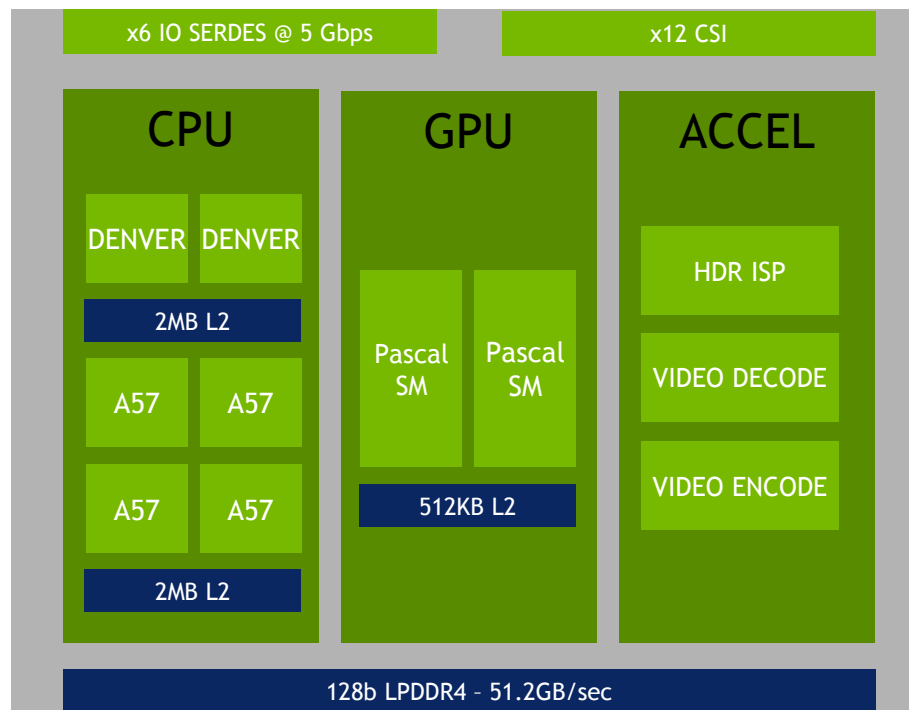 x6 IO SERDES @ 5 Gbps
x12 CSI
CPU
DENVER
DENVER
2MB L2
A57
A57
A57
A57
2MB L2
GPU
Pascal
SM
Pascal
SM
512KB L2
ACCEL
HDR ISP
VIDEO DECODE
VIDEO ENCODE
128b LPDDR4 – 51.2GB/sec